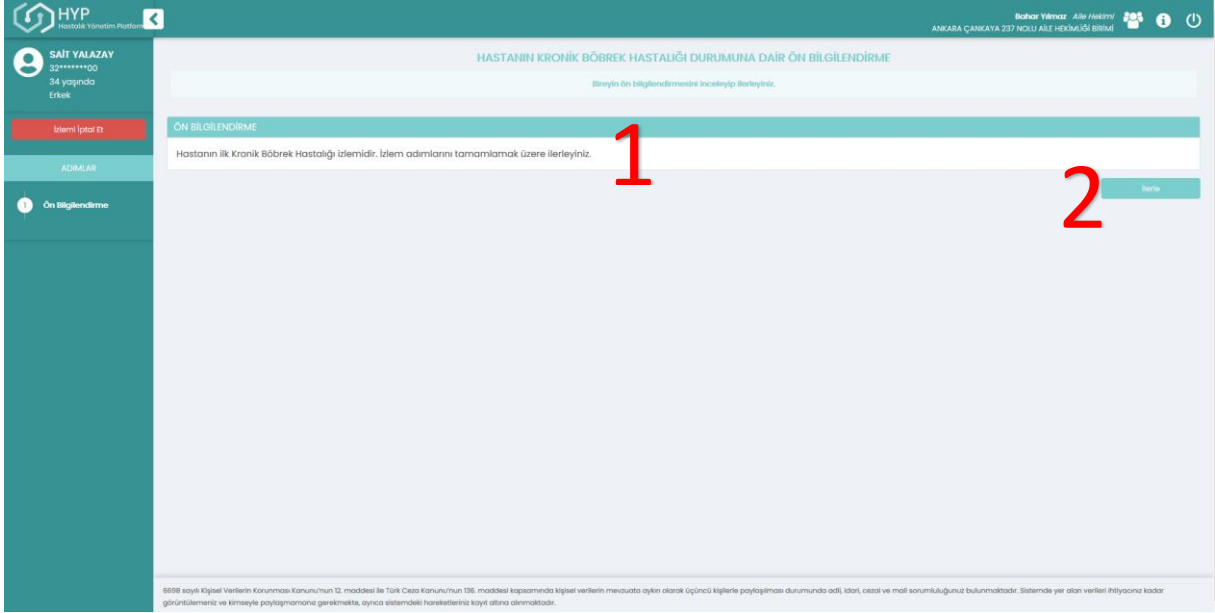 HYP
Hastalık Yönetim Platform
Bahar Yılmaz Aile Hekimi
ANKARA ÇANKAYA 237 NOLU AİLE HEKİMLİĞİ BİRİMİ
SAİT YALAZAY
32*******00
34 yaşında
Erkek
İzlemi İptal Et
ADIMLAR
1 Ön Bilgilendirme
HASTANIN KRONİK BÖBREK HASTALIĞI DURUMUNA DAİR ÖN BİLGİLENDİRME
Bireyin ön bilgilendirmesini inceleyip ilerleyiniz.
ÖN BİLGİLENDİRME
Hastanın ilk Kronik Böbrek Hastalığı izlemidir. İzlem adımlarını tamamlamak üzere ilerleyiniz.
1
2
İlerle
6698 sayılı Kişisel Verilerin Korunması Kanunu'nun 12. maddesi ile Türk Ceza Kanunu'nun 136. maddesi kapsamında kişisel verilerin mevzuata aykırı olarak üçüncü kişilerle paylaşılması durumunda adli, idari, cezai ve mali sorumluluğunuz bulunmaktadır. Sistemde yer alan verileri ihtiyacınız kadar
görüntülemeniz ve kimseyle paylaşmamanız gerekmekte, ayrıca sistemdeki hareketleriniz kayıt altına alınmaktadır.